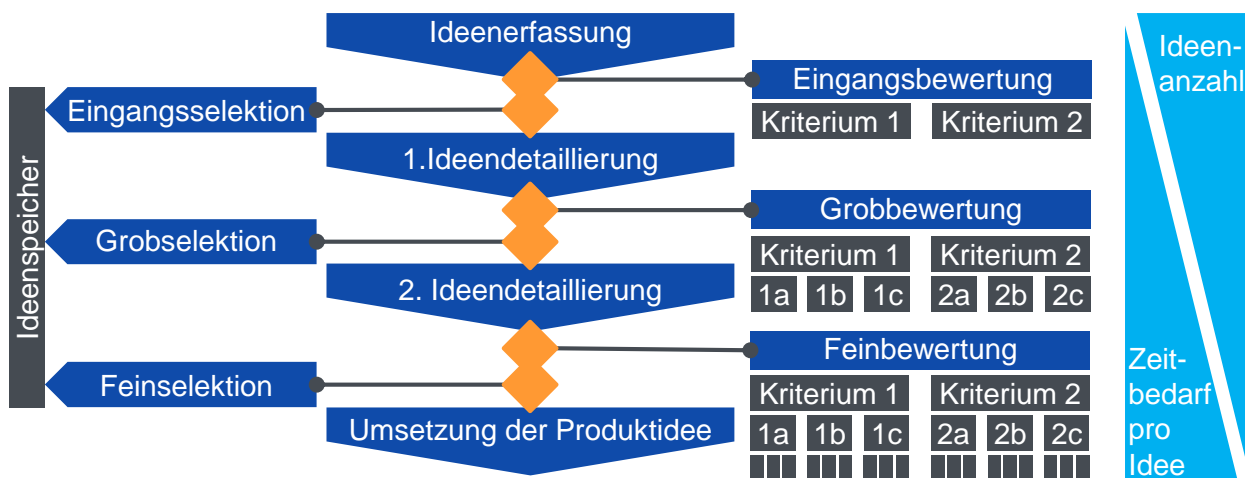 Ideenerfassung
Eingangsbewertung
Kriterium 1 Kriterium 2
Eingangsselektion
1.Ideendetaillierung
Grobbewertung
Kriterium 1 Kriterium 2
1a 1b 1c 2a 2b 2c
Grobselektion
2. Ideendetaillierung
Feinbewertung
Kriterium 1 Kriterium 2
1a 1b 1c 2a 2b 2c
Feinselektion
Umsetzung der Produktidee
Ideenspeicher
Ideen-
anzahl
Zeit-
bedarf
pro
Idee